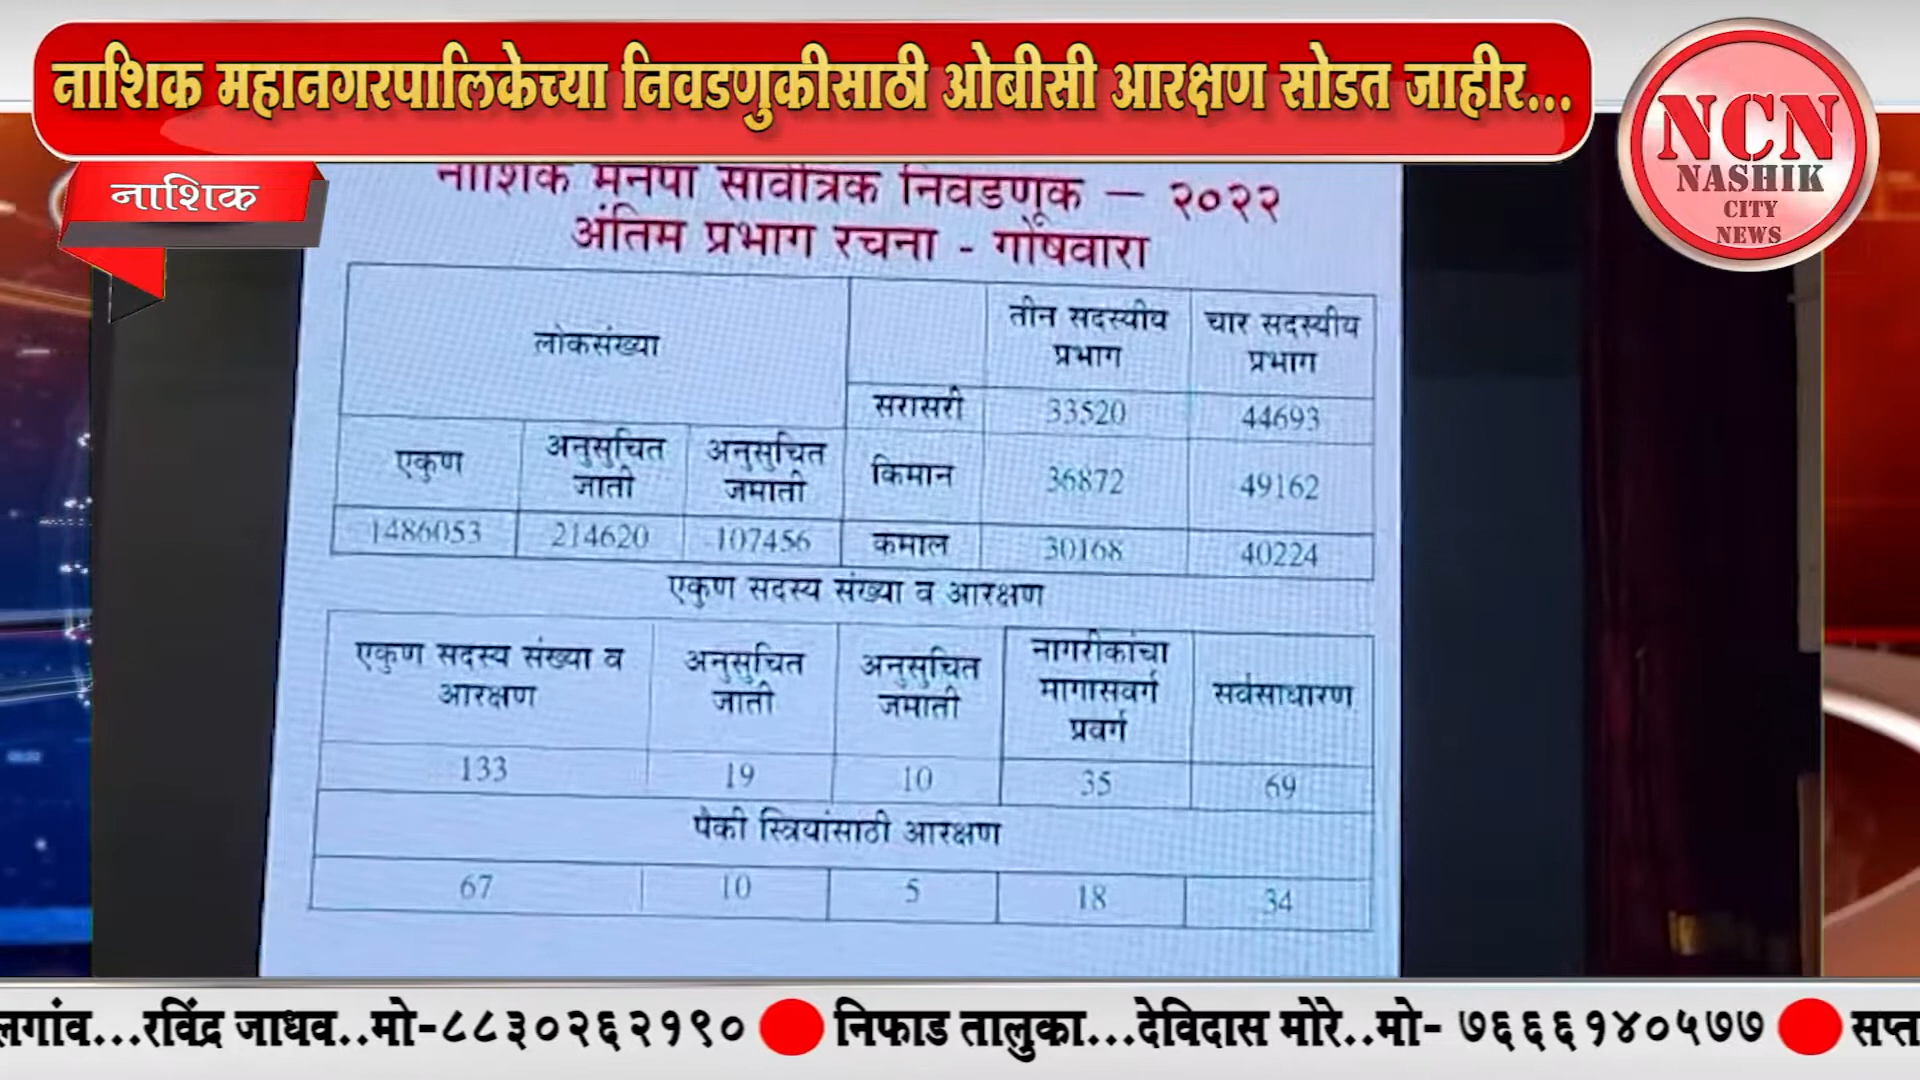 नाशिक महानगरपालिकेच्या निवडणुकीसाठी ओबीसी आरक्षण सोडत जाहीर...
NCN
NASHIK
CITY
NEWS
नाशिक
नाशिक मनपा सार्वत्रिक निवडणूक – २०२२
अंतिम प्रभाग रचना - गोषवारा
लोकसंख्या
तीन सदस्यीय प्रभाग
चार सदस्यीय प्रभाग
सरासरी 33520 44693
एकुण
अनुसुचित जाती
अनुसुचित जमाती
किमान 36872 49162
1486053 214620 107456 कमाल 30168 40224
एकुण सदस्य संख्या व आरक्षण
एकुण सदस्य संख्या व आरक्षण
अनुसुचित जाती
अनुसुचित जमाती
नागरीकांचा मागासवर्ग प्रवर्ग
सर्वसाधारण
133 19 10 35 69
पैकी स्त्रियांसाठी आरक्षण
67 10 5 18 34
लगांव...रविंद्र जाधव..मो-८८३०२६२१९० निफाड तालुका...देविदास मोरे..मो- ७६६६१४०५७७ सप्त